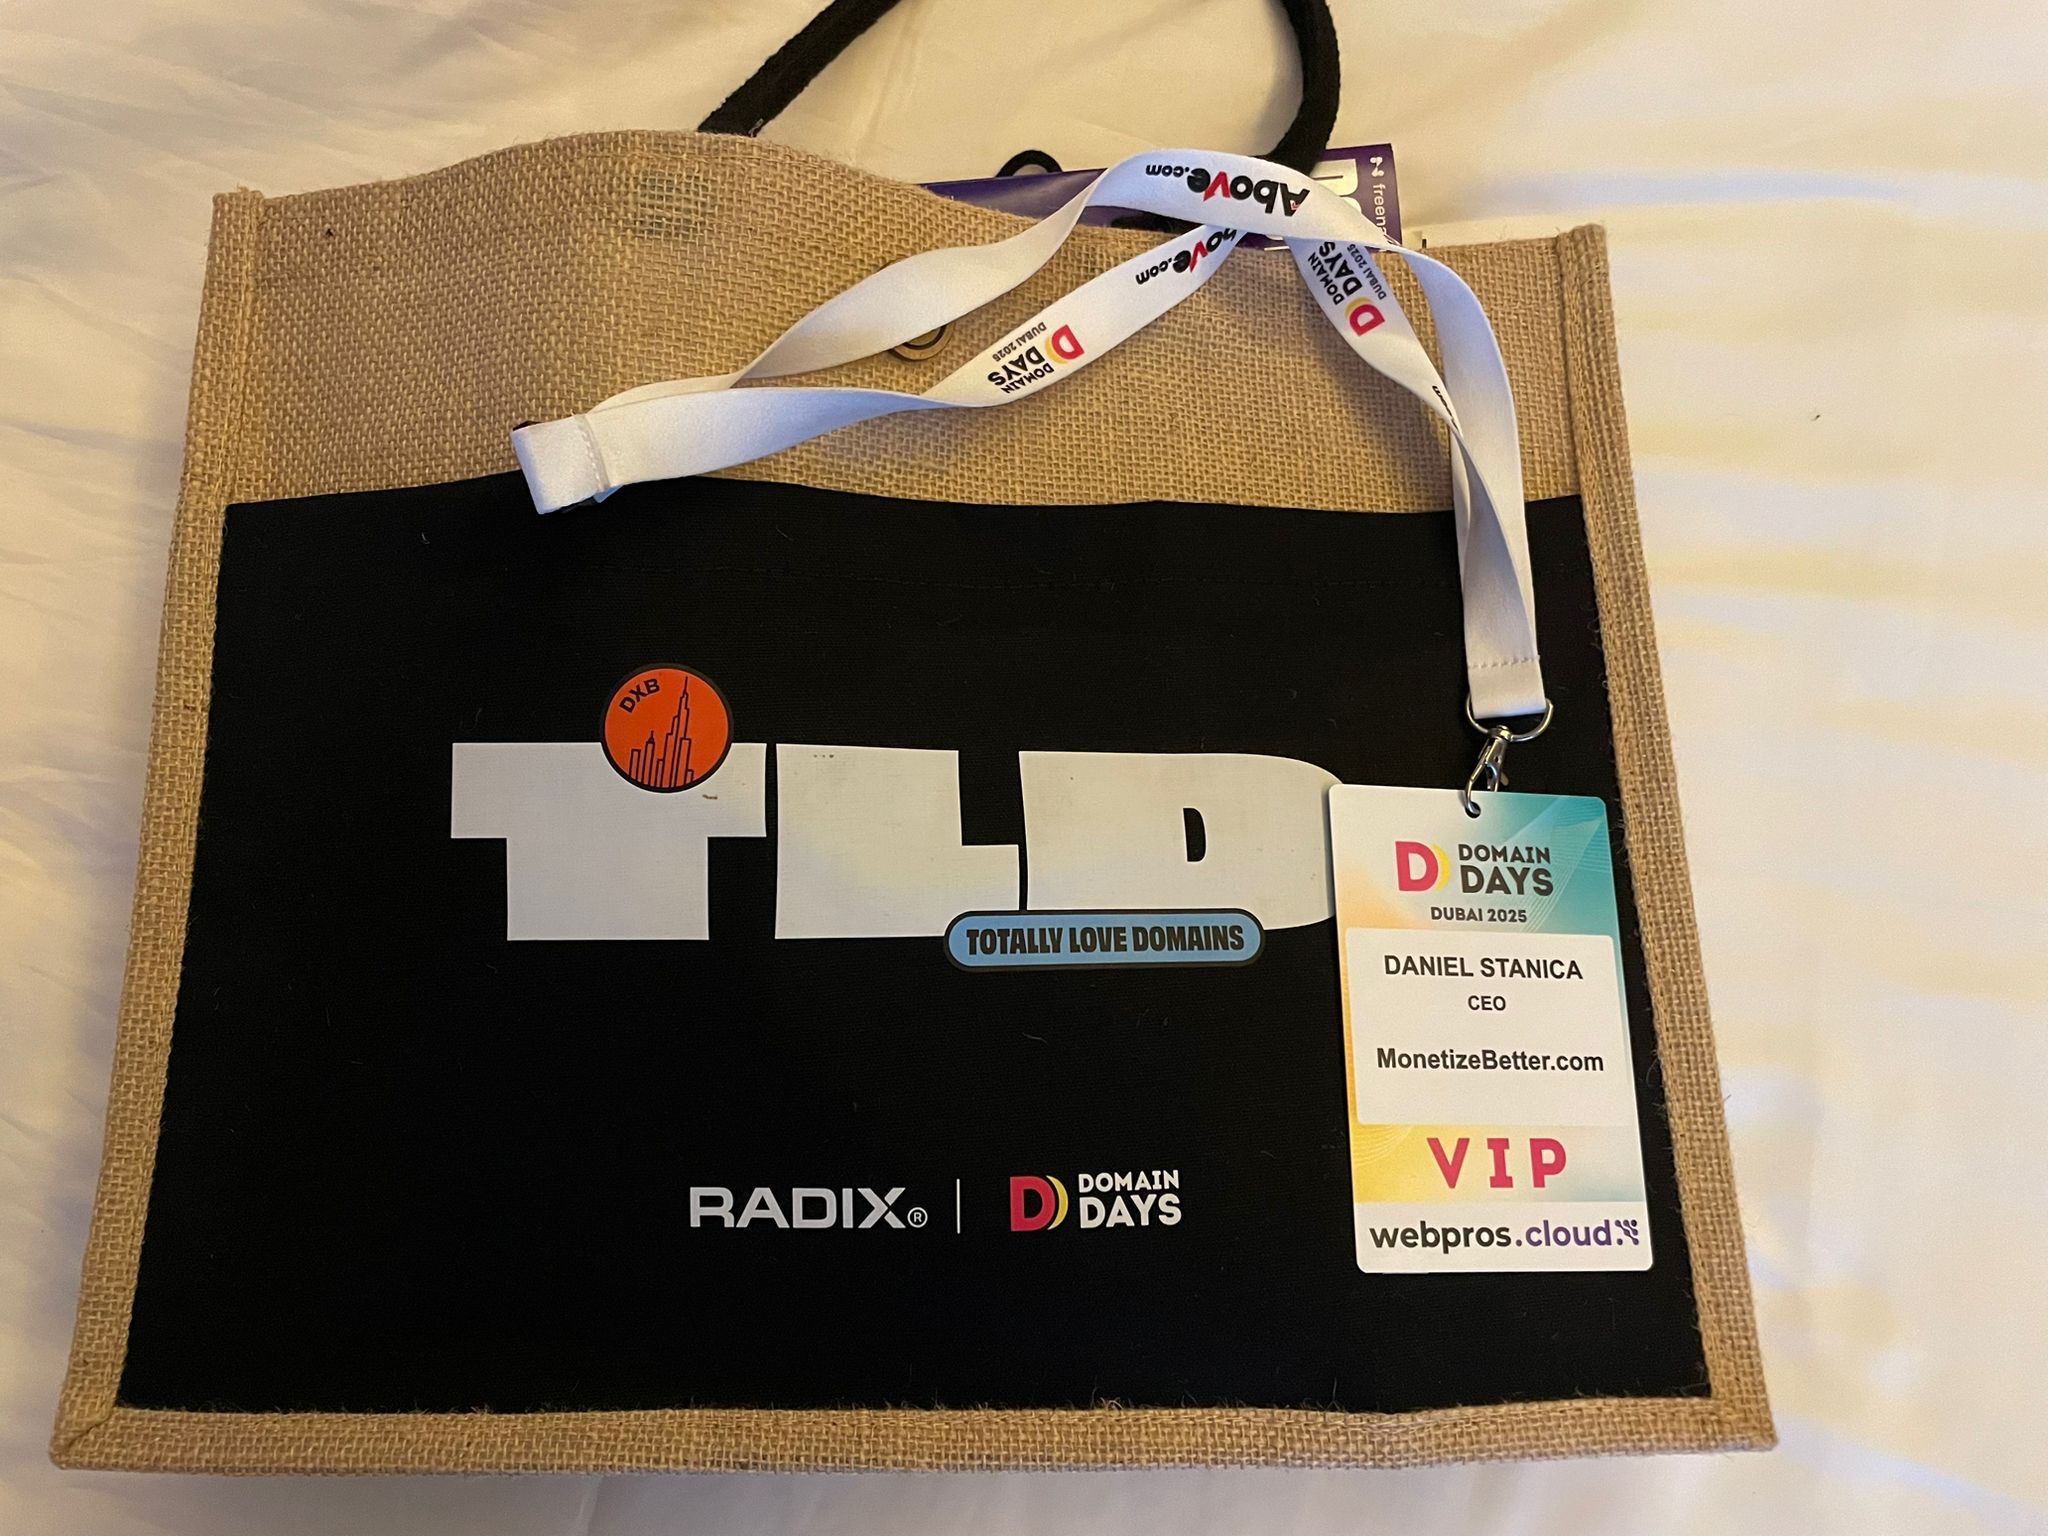 Above.com
.com
DOMAIN
DAYS
DUBAI 2025
DOMAIN
DAYS
DUBAI 2025
DXB
TLD
TOTALLY LOVE DOMAINS
RADIX® | D DOMAIN
DAYS
D DOMAIN
DAYS
DUBAI 2025
DANIEL STANICA
CEO
MonetizeBetter.com
VIP
webpros.cloud